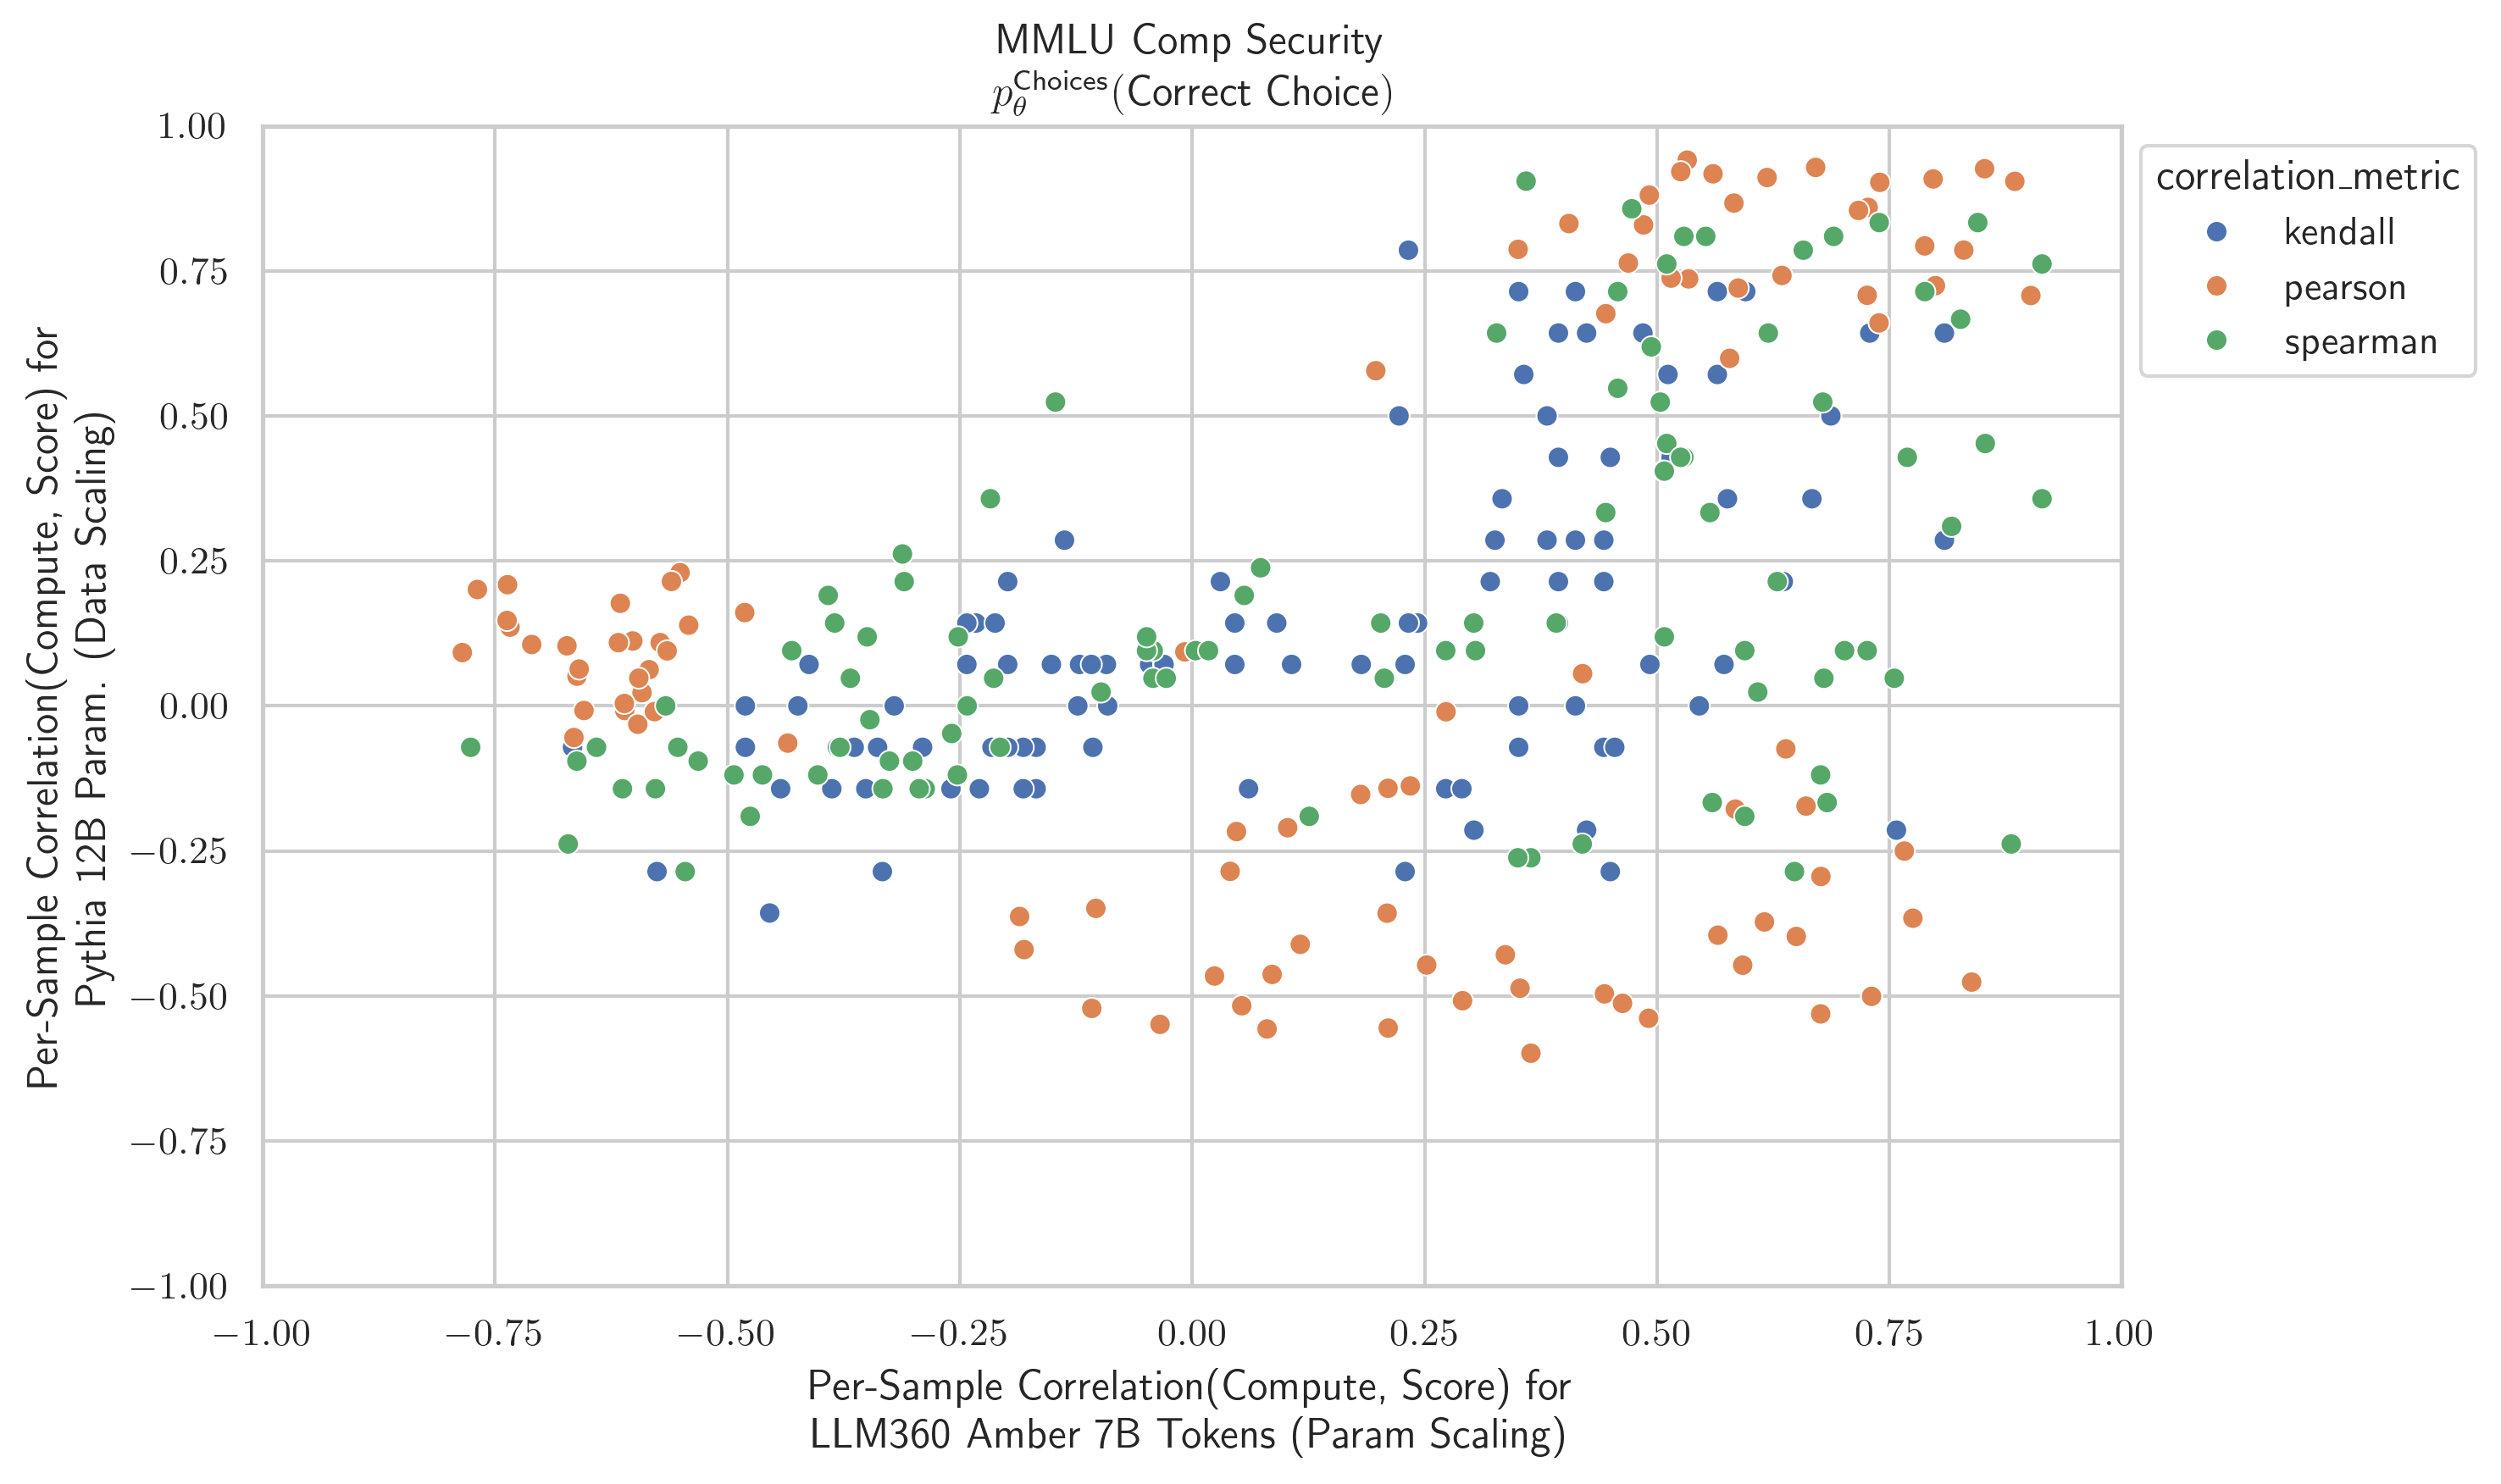 MMLU Comp Security
p_θ^Choices(Correct Choice)
1.00
0.75
0.50
0.25
0.00
−0.25
−0.50
−0.75
−1.00
Per-Sample Correlation(Compute, Score) for
Pythia 12B Param. (Data Scaling)
−1.00 −0.75 −0.50 −0.25 0.00 0.25 0.50 0.75 1.00
Per-Sample Correlation(Compute, Score) for
LLM360 Amber 7B Tokens (Param Scaling)
correlation_metric
kendall
pearson
spearman